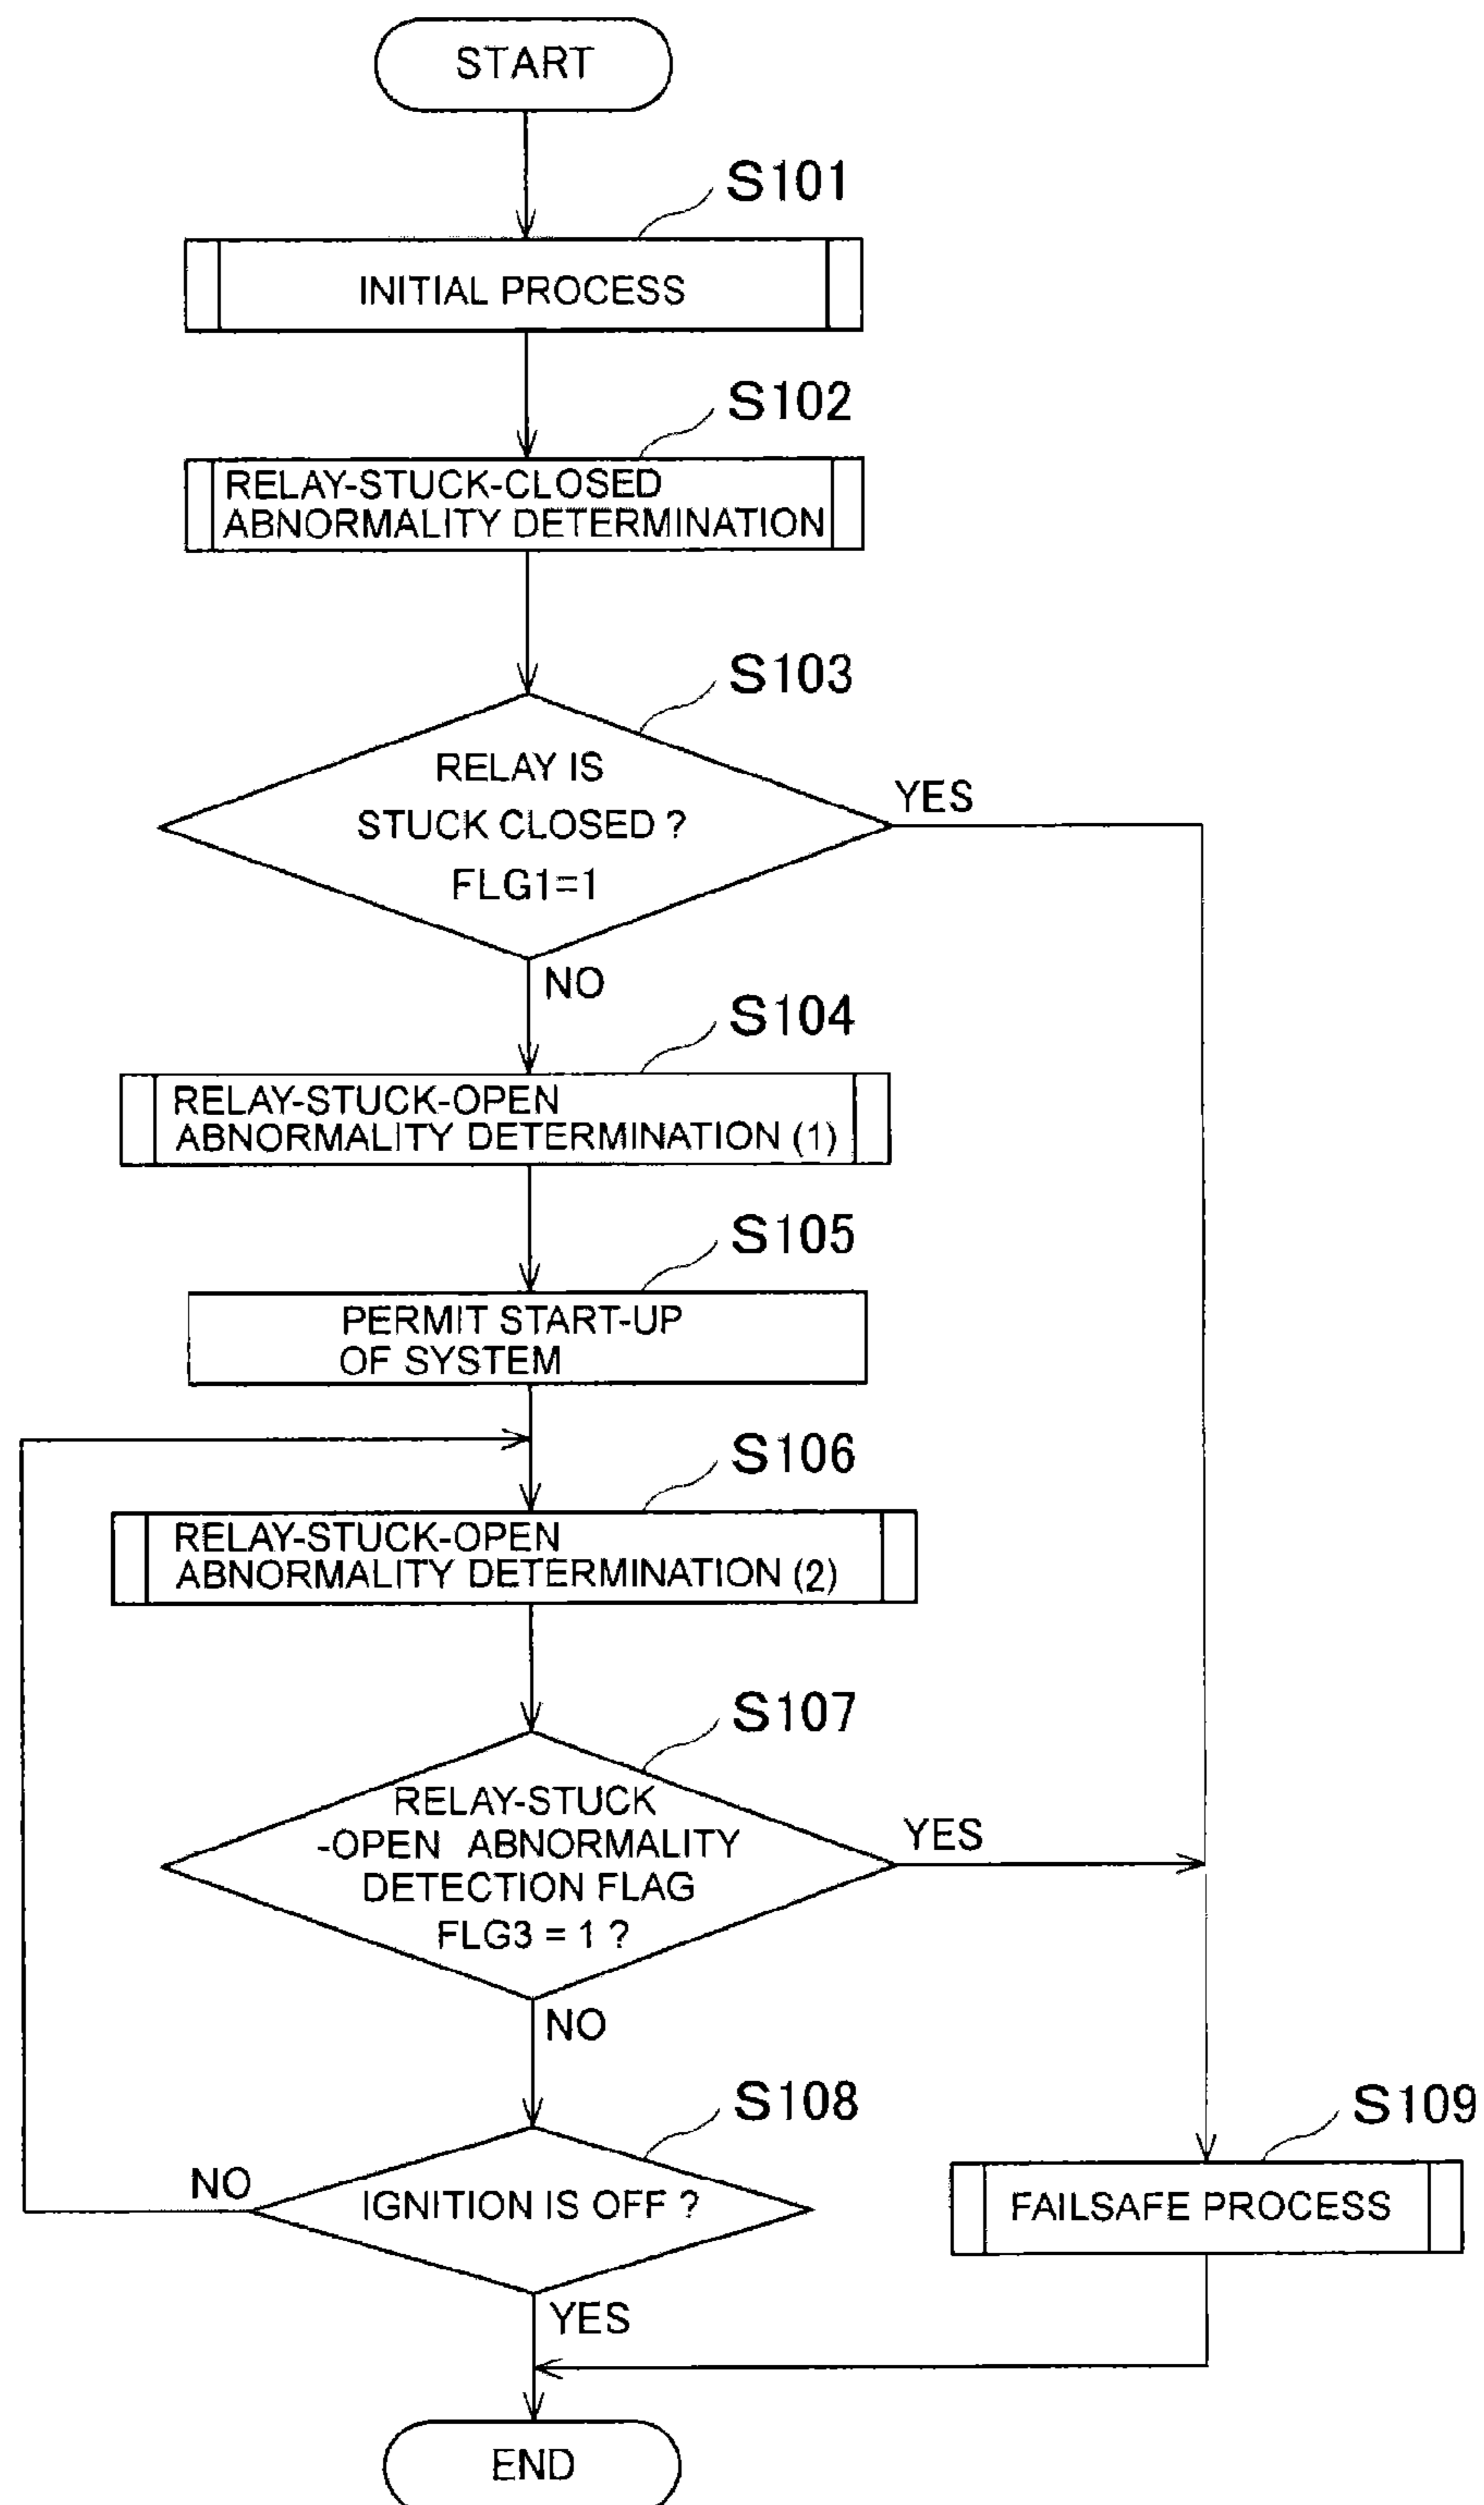 START
S101
INITIAL PROCESS
S102
RELAY-STUCK-CLOSED
ABNORMALITY DETERMINATION
S103
RELAY IS
STUCK CLOSED ?
FLG1=1
YES
NO
S104
RELAY-STUCK-OPEN
ABNORMALITY DETERMINATION (1)
S105
PERMIT START-UP
OF SYSTEM
S106
RELAY-STUCK-OPEN
ABNORMALITY DETERMINATION (2)
S107
RELAY-STUCK
-OPEN ABNORMALITY
DETECTION FLAG
FLG3 = 1 ?
YES
NO
S108
IGNITION IS OFF ?
NO
YES
S109
FAILSAFE PROCESS
END